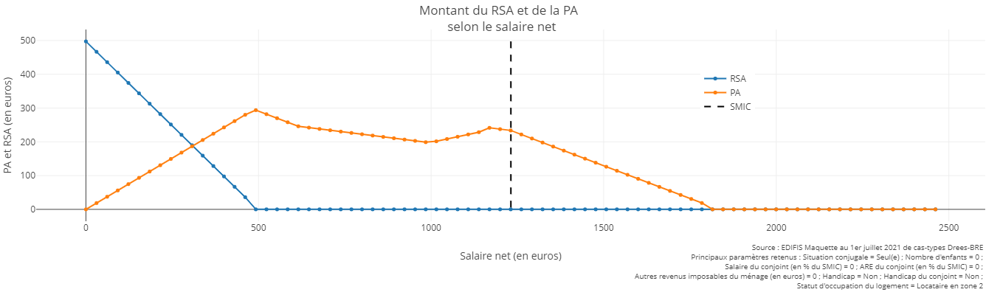 Montant du RSA et de la PA
selon le salaire net
PA et RSA (en euros)
500
400
300
200
100
0
RSA
PA
SMIC
0
500
1000
1500
2000
2500
Salaire net (en euros)
Source : EDIFIS Maquette au 1er juillet 2021 de cas-types Drees-BRE
Principaux paramètres retenus : Situation conjugale = Seul(e) ; Nombre d'enfants = 0 ;
Salaire du conjoint (en % du SMIC) = 0 ; ARE du conjoint (en % du SMIC) = 0 ;
Autres revenus imposables du ménage (en euros) = 0 ; Handicap = Non ; Handicap du conjoint = Non ;
Statut d'occupation du logement = Locataire en zone 2